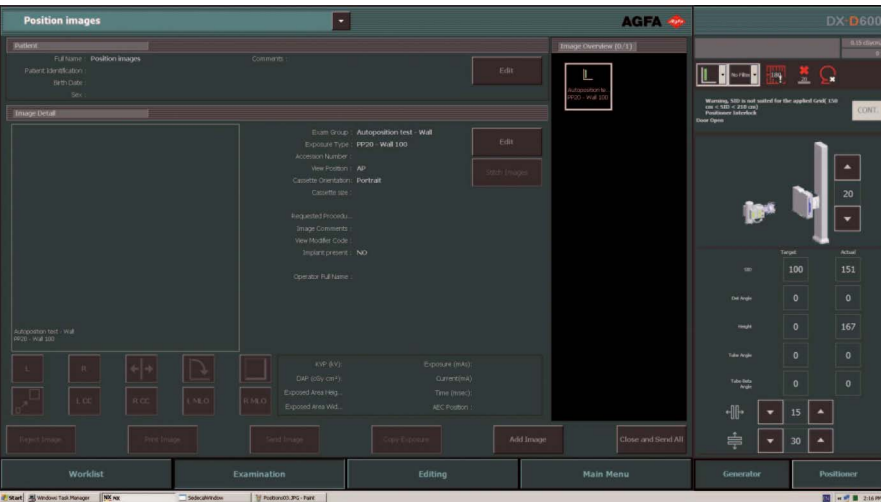 Position images
AGFA
DX-D600
Patient
Full Name : Position images
Comments :
Patient Identification :
Birth Date :
Sex :
Edit
Image Overview (0/1)
Autoposition te
PP20 - Wall 100
No Filter
Warning, SID is not suited for the applied Grid( 150
cm < SID < 210 cm)
Positioner Interlock
Door Open
CONT.
Image Detail
Exam Group : Autoposition test - Wall
Exposure Type : PP20 - Wall 100
Accession Number :
View Position : AP
Cassette Orientation : Portrait
Cassette size :
Requested Procedu...
Image Comments :
View Modifier Code :
Implant present : NO
Operator Full Name :
Edit
Stitch Images
20
Target
Actual
SID
100
151
Det Angle
0
0
Height
0
167
Tube Angle
0
0
Tube Beta
Angle
0
0
15
30
Autoposition test - Wall
PP20 - Wall 100
L
R
L CC
R CC
L MLO
R MLO
KVP (kV):
Exposure (mAs):
DAP (cGy cm²):
Current(mA)
Exposed Area Heig...
Time (msec):
Exposed Area Wid...
AEC Position :
Reject Image
Print Image
Send Image
Copy Exposure
Add Image
Close and Send All
Worklist
Examination
Editing
Main Menu
Generator
Positioner
Start
Windows Task Manager
NX NX
SedecalWindow